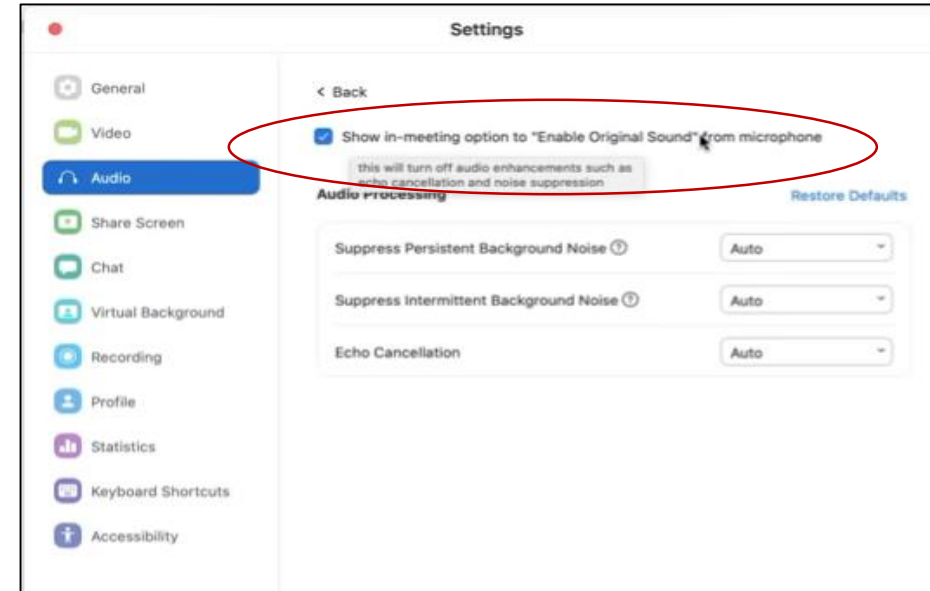 Settings
General
Video
Audio
Share Screen
Chat
Virtual Background
Recording
Profile
Statistics
Keyboard Shortcuts
Accessibility
< Back
Show in-meeting option to "Enable Original Sound" from microphone
this will turn off audio enhancements such as
echo cancellation and noise suppression
Audio Processing
Restore Defaults
Suppress Persistent Background Noise ?
Auto
Suppress Intermittent Background Noise ?
Auto
Echo Cancellation
Auto